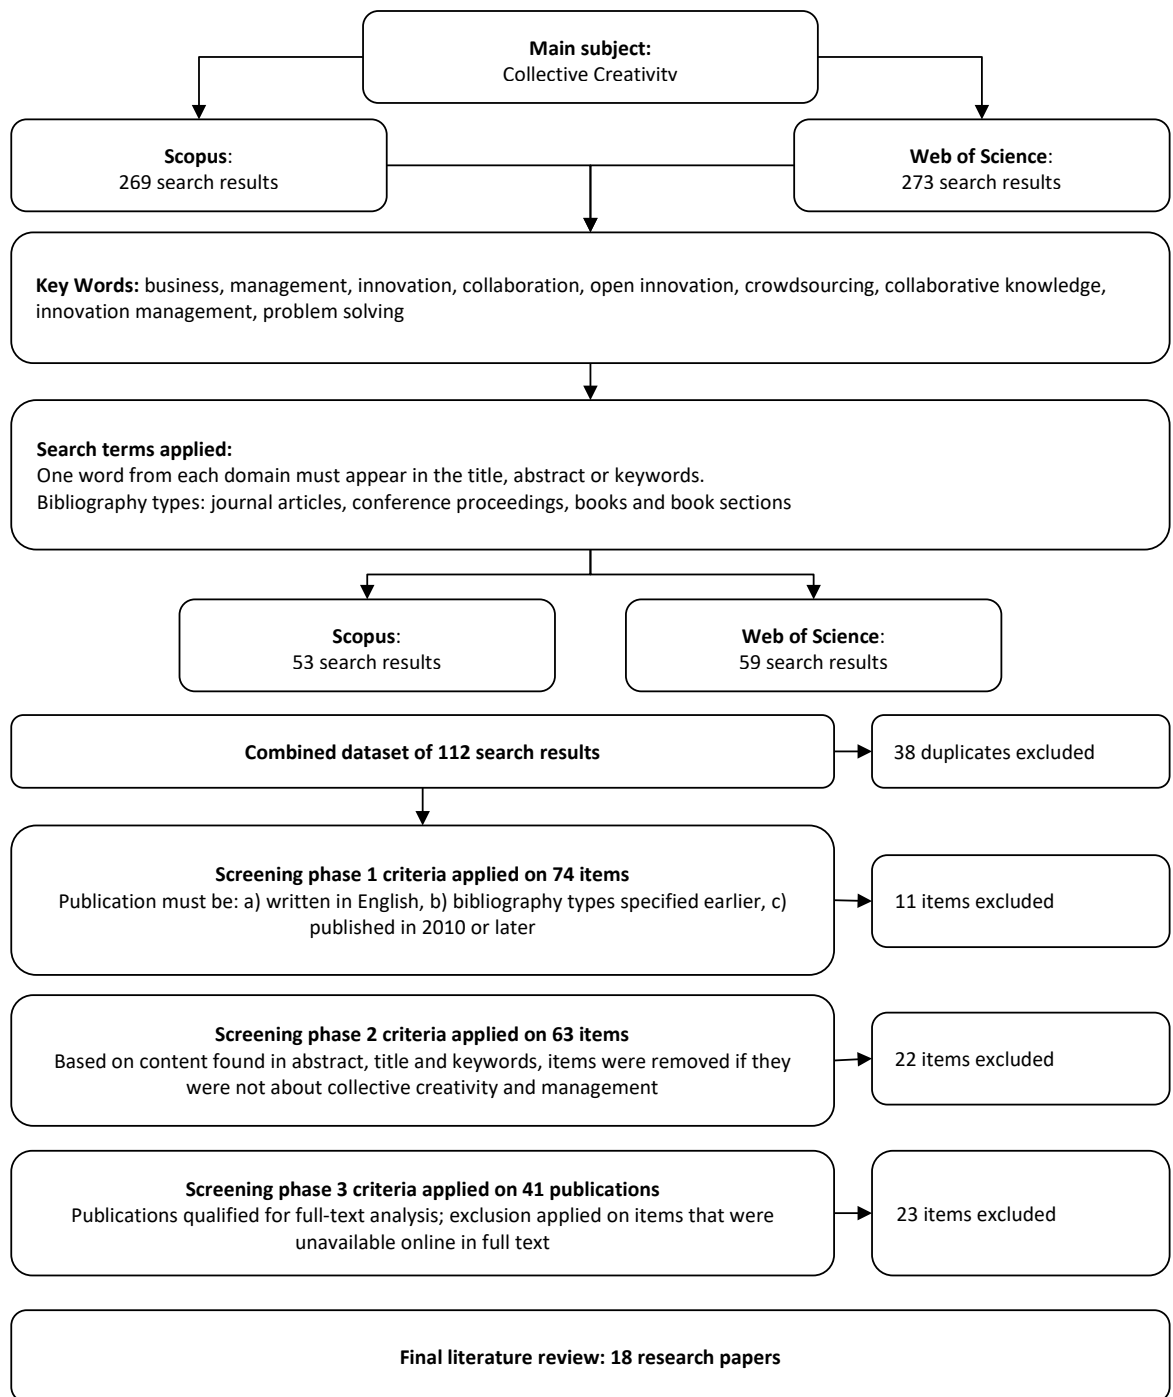 Main subject:
Collective Creativity
Scopus:
269 search results
Web of Science:
273 search results
Key Words: business, management, innovation, collaboration, open innovation, crowdsourcing, collaborative knowledge,
innovation management, problem solving
Search terms applied:
One word from each domain must appear in the title, abstract or keywords.
Bibliography types: journal articles, conference proceedings, books and book sections
Scopus:
53 search results
Web of Science:
59 search results
Combined dataset of 112 search results
38 duplicates excluded
Screening phase 1 criteria applied on 74 items
Publication must be: a) written in English, b) bibliography types specified earlier, c)
published in 2010 or later
11 items excluded
Screening phase 2 criteria applied on 63 items
Based on content found in abstract, title and keywords, items were removed if they
were not about collective creativity and management
22 items excluded
Screening phase 3 criteria applied on 41 publications
Publications qualified for full-text analysis; exclusion applied on items that were
unavailable online in full text
23 items excluded
Final literature review: 18 research papers